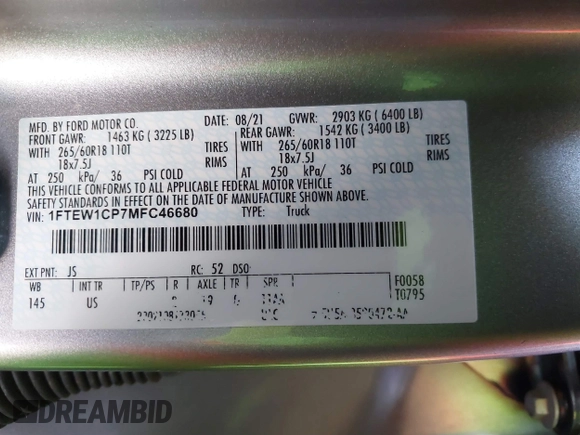 MFD. BY FORD MOTOR CO. 08/21 GVWR: 2903 KG (6400 LB)
FRONT GAWR: 1463 KG (3225 LB) REAR GAWR: 1542 KG (3400 LB)
WITH 265/60R18 110T TIRES WITH 265/60R18 110T TIRES
18x7.5J RIMS 18x7.5J RIMS
AT 250 kPa/ 36 PSI COLD AT 250 kPa/ 36 PSI COLD
THIS VEHICLE CONFORMS TO ALL APPLICABLE FEDERAL MOTOR VEHICLE
SAFETY STANDARDS IN EFFECT ON THE DATE OF MANUFACTURE SHOWN ABOVE.
VIN: 1FTEW1CP7MFC46680 TYPE: Truck
EXT PNT: JS RC: 52 DSO:
WB INT TR TP/PS R AXLE TR SPR
145 US
F0058
T0795
DREAMBID